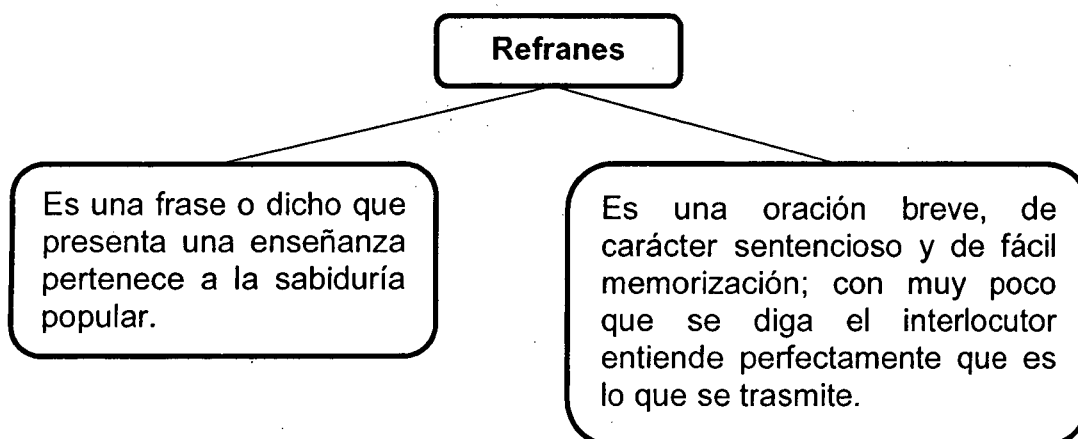 Refranes
Es una frase o dicho que
presenta una enseñanza
pertenece a la sabiduría
popular.
Es una oración breve, de
carácter sentencioso y de fácil
memorización; con muy poco
que se diga el interlocutor
entiende perfectamente que es
lo que se trasmite.